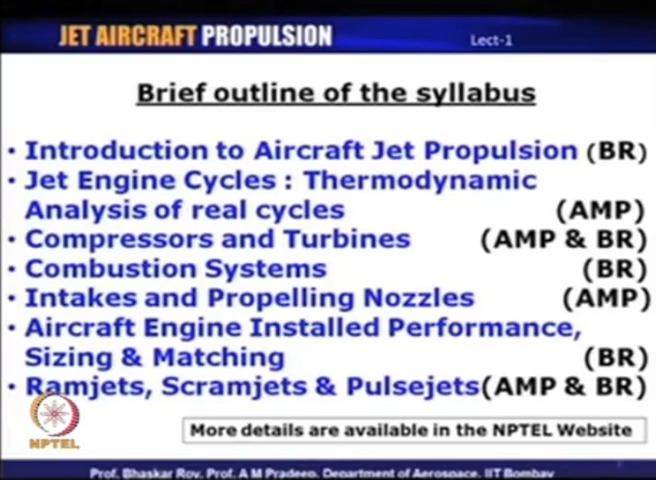 JET AIRCRAFT PROPULSION Lect-1
Brief outline of the syllabus
• Introduction to Aircraft Jet Propulsion (BR)
• Jet Engine Cycles : Thermodynamic
Analysis of real cycles (AMP)
• Compressors and Turbines (AMP & BR)
• Combustion Systems (BR)
• Intakes and Propelling Nozzles (AMP)
• Aircraft Engine Installed Performance,
Sizing & Matching (BR)
• Ramjets, Scramjets & Pulsejets (AMP & BR)
NPTEL
More details are available in the NPTEL Website
Prof. Bhaskar Roy, Prof. A M Pradeep, Department of Aerospace, IIT Bombay